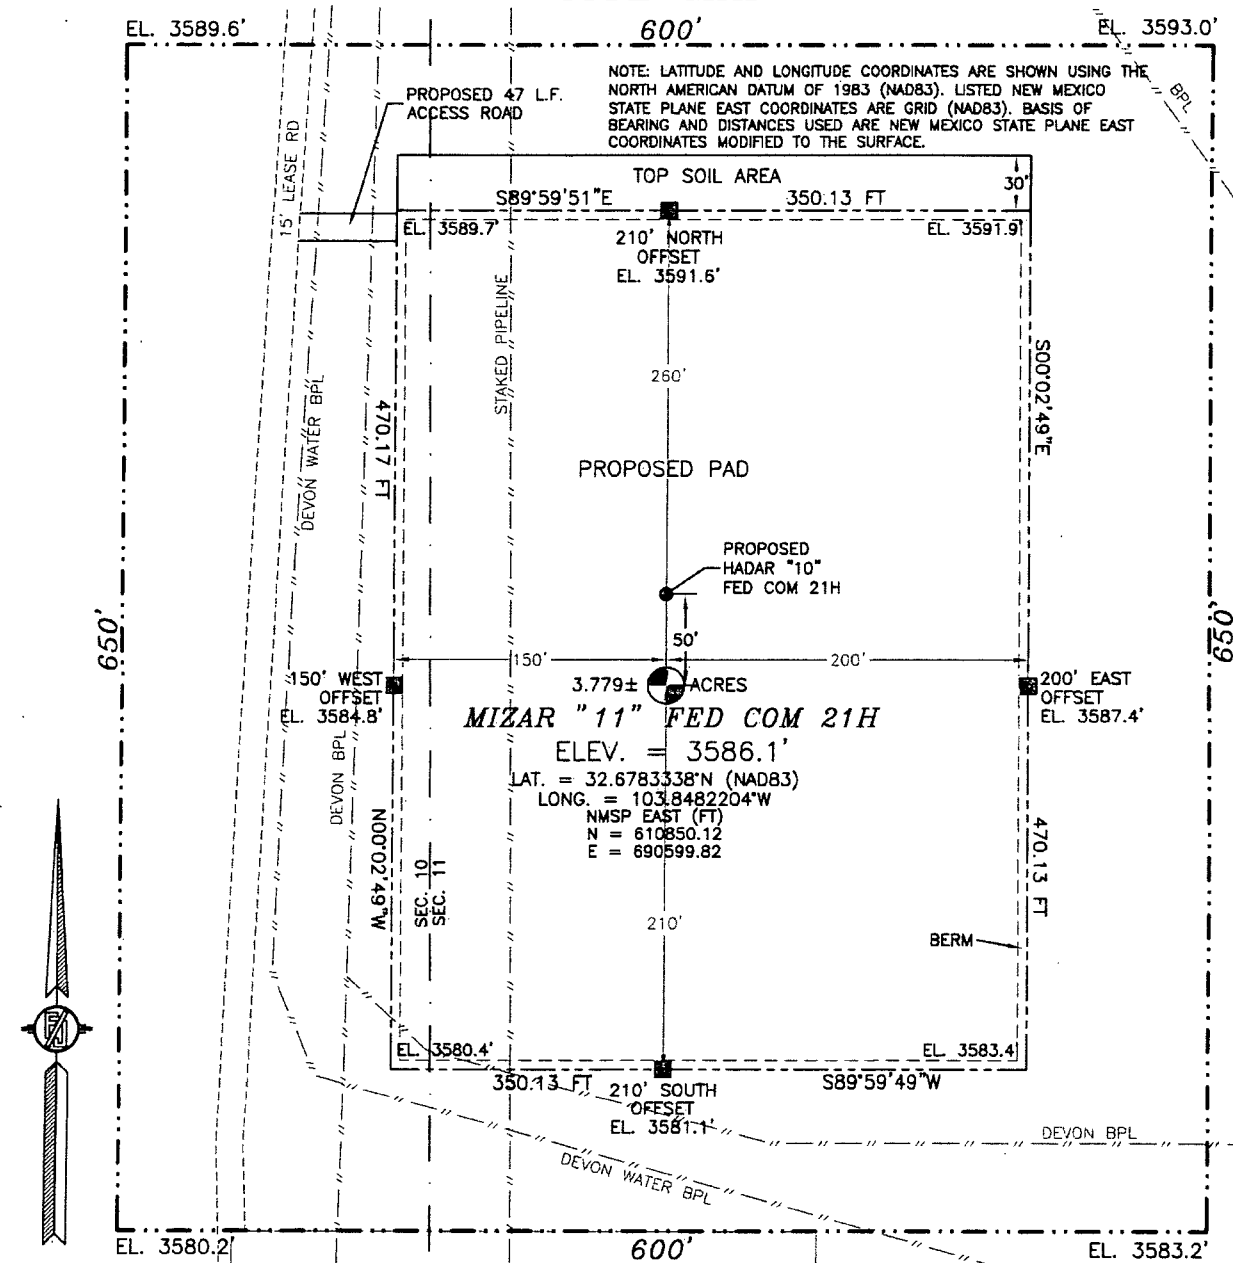 EL. 3589.6'
600'
EL. 3593.0'
NOTE: LATITUDE AND LONGITUDE COORDINATES ARE SHOWN USING THE
NORTH AMERICAN DATUM OF 1983 (NAD83). LISTED NEW MEXICO
STATE PLANE EAST COORDINATES ARE GRID (NAD83). BASIS OF
BEARING AND DISTANCES USED ARE NEW MEXICO STATE PLANE EAST
COORDINATES MODIFIED TO THE SURFACE.
BPL
PROPOSED 47 L.F.
ACCESS ROAD
15' LEASE RD
TOP SOIL AREA
30'
S89°59'51"E
350.13 FT
EL. 3589.7'
210' NORTH
OFFSET
EL. 3591.6'
EL. 3591.9'
STAKED PIPELINE
DEVON WATER BPL
470.17 FT
260'
S00°02'49"E
PROPOSED PAD
PROPOSED
HADAR "10"
FED COM 21H
50'
650'
650'
150'
200'
150' WEST
OFFSET
EL. 3584.8'
3.779± ACRES
200' EAST
OFFSET
EL. 3587.4'
MIZAR "11" FED COM 21H
ELEV. = 3586.1'
LAT. = 32.6783338°N (NAD83)
LONG. = 103.8482204°W
NMSP EAST (FT)
N = 610850.12
E = 690599.82
DEVON BPL
N00°02'49"W
SEC. 10
SEC. 11
470.13 FT
210'
BERM
EL. 3580.4'
EL. 3583.4'
350.13 FT
S89°59'49"W
210' SOUTH
OFFSET
EL. 3581.1'
DEVON BPL
DEVON WATER BPL
EL. 3580.2'
600'
EL. 3583.2'